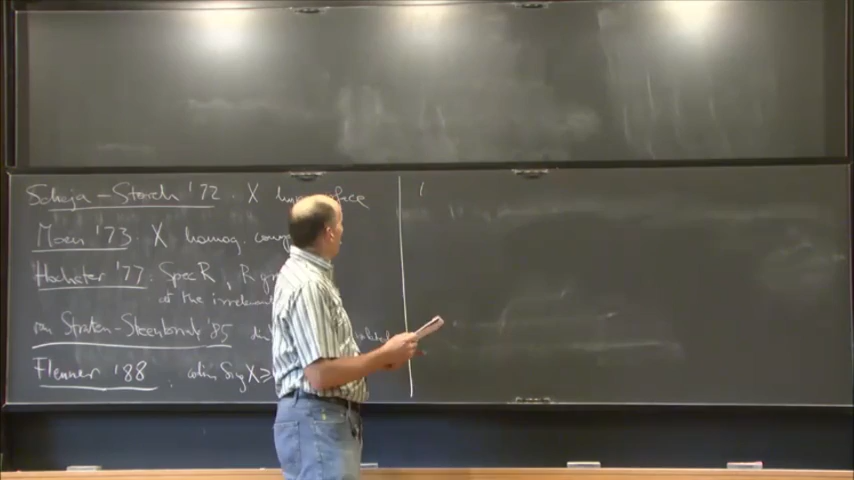 Scheja-Storch '72 . X hypersurface
'73. X homog.
Hochster '77: Spec R, R gr
at the irrelevant
van Straten-Steenbrink '85 dim
Flenner '88 . codim Sing X ≥